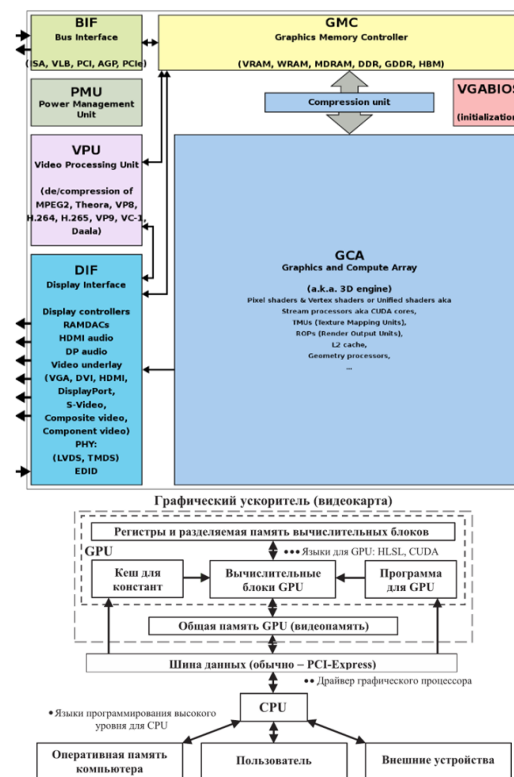 BIF
Bus Interface
(ISA, VLB, PCI, AGP, PCIe)
GMC
Graphics Memory Controller
(VRAM, WRAM, MDRAM, DDR, GDDR, HBM)
PMU
Power Management
Unit
Compression unit
VGABIOS
(initialization
VPU
Video Processing Unit
(de/compression of
MPEG2, Theora, VP8,
H.264, H.265, VP9, VC-1,
Daala)
GCA
Graphics and Compute Array
(a.k.a. 3D engine)
Pixel shaders & Vertex shaders or Unified shaders aka
Stream processors aka CUDA cores,
TMUs (Texture Mapping Units),
ROPs (Render Output Units),
L2 cache,
Geometry processors,
...
DIF
Display Interface
Display controllers
RAMDACs
HDMI audio
DP audio
Video underlay
(VGA, DVI, HDMI,
DisplayPort,
S-Video,
Composite video,
Component video)
PHY:
(LVDS, TMDS)
EDID
Графический ускоритель (видеокарта)
Регистры и разделяемая память вычислительных блоков
GPU
••• Языки для GPU: HLSL, CUDA
Кеш для
констант
Вычислительные
блоки GPU
Программа
для GPU
Общая память GPU (видеопамять)
Шина данных (обычно – PCI-Express)
•• Драйвер графического процессора
CPU
• Языки программирования высокого
уровня для CPU
Оперативная память
компьютера
Пользователь
Внешние устройства